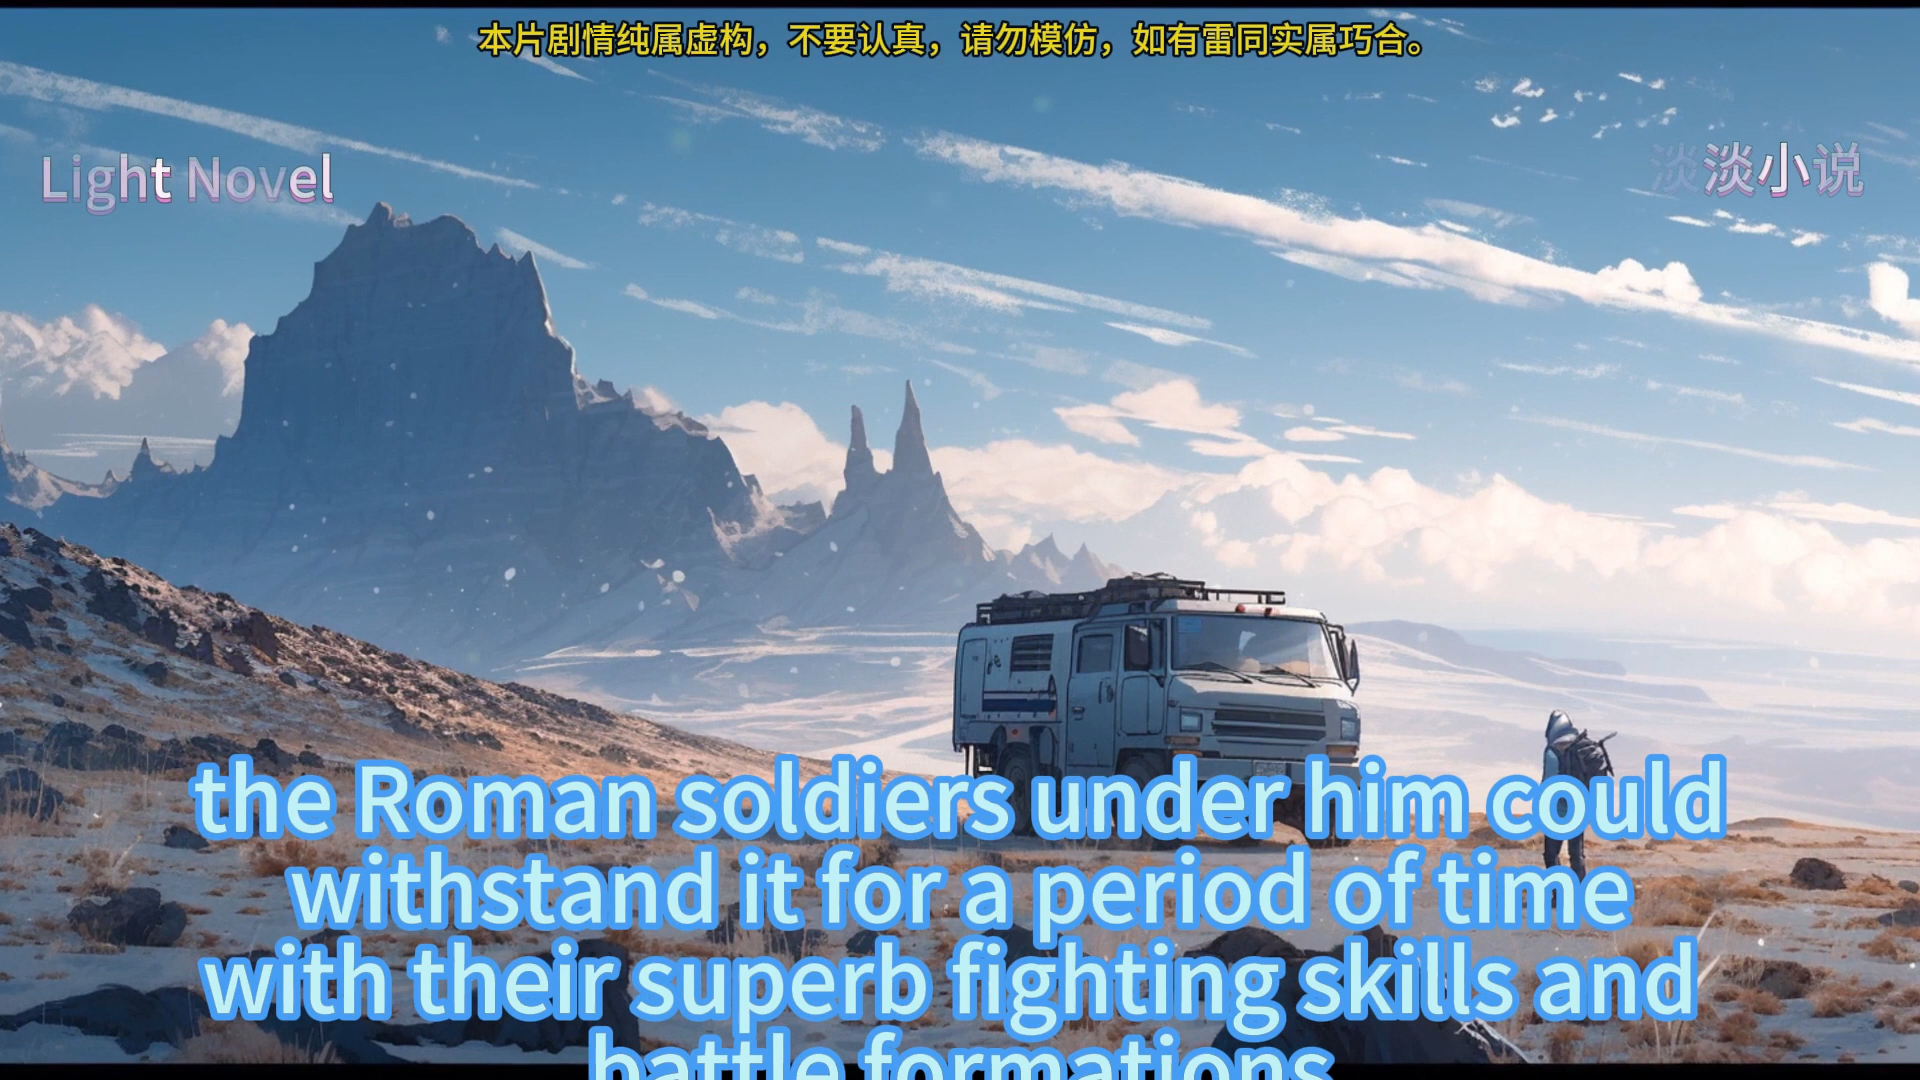 本片剧情纯属虚构，不要认真，请勿模仿，如有雷同实属巧合。
Light Novel
淡淡小说
the Roman soldiers under him could
withstand it for a period of time
with their superb fighting skills and
battle formations